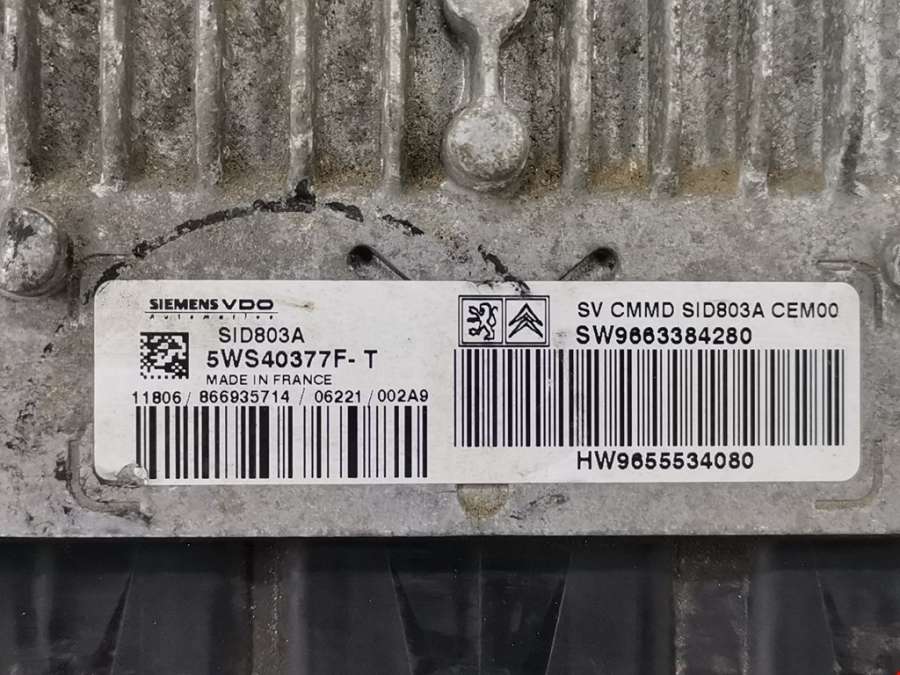 SIEMENS VDO
Automotive
SID803A
5WS40377F-T
MADE IN FRANCE
11806/866935714/06221/002A9
SV CMMD SID803A CEM00
SW9663384280
HW9655534080